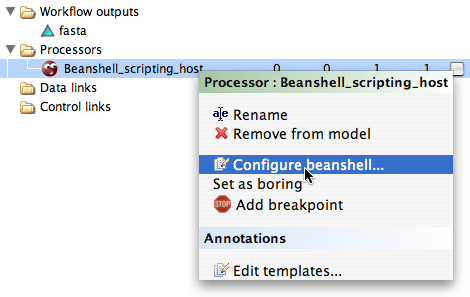 Workflow outputs
fasta
Processors
Beanshell_scripting_host 0 0 1 1
Data links
Control links
Processor : Beanshell_scripting_host
Rename
Remove from model
Configure beanshell...
Set as boring
STOP Add breakpoint
Annotations
Edit templates...